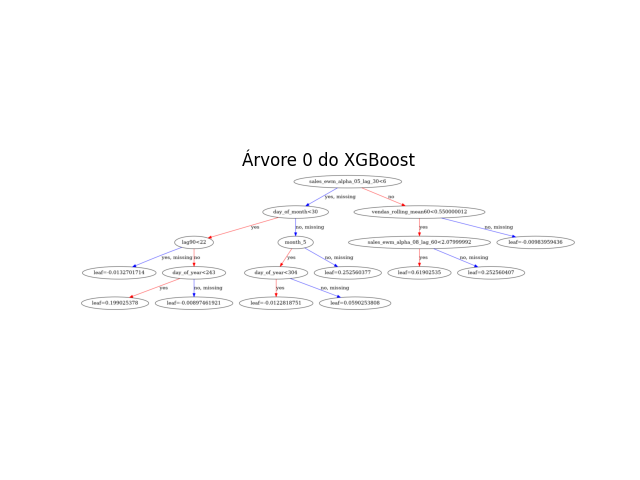 Árvore 0 do XGBoost
sales_ewm_alpha_05_lag_30<6
yes, missing
no
day_of_month<30
vendas_rolling_mean60<0.550000012
yes
no, missing
yes
no, missing
lag90<22
month_5
sales_ewm_alpha_08_lag_60<2.07999992
leaf=-0.00983959436
yes, missing
no
yes
no, missing
yes
no, missing
leaf=-0.0132701714
day_of_year<243
day_of_year<304
leaf=0.252560377
leaf=0.61902535
leaf=0.252560407
yes
no, missing
yes
no, missing
leaf=0.199025378
leaf=-0.00897461921
leaf=-0.0122818751
leaf=0.0590253808